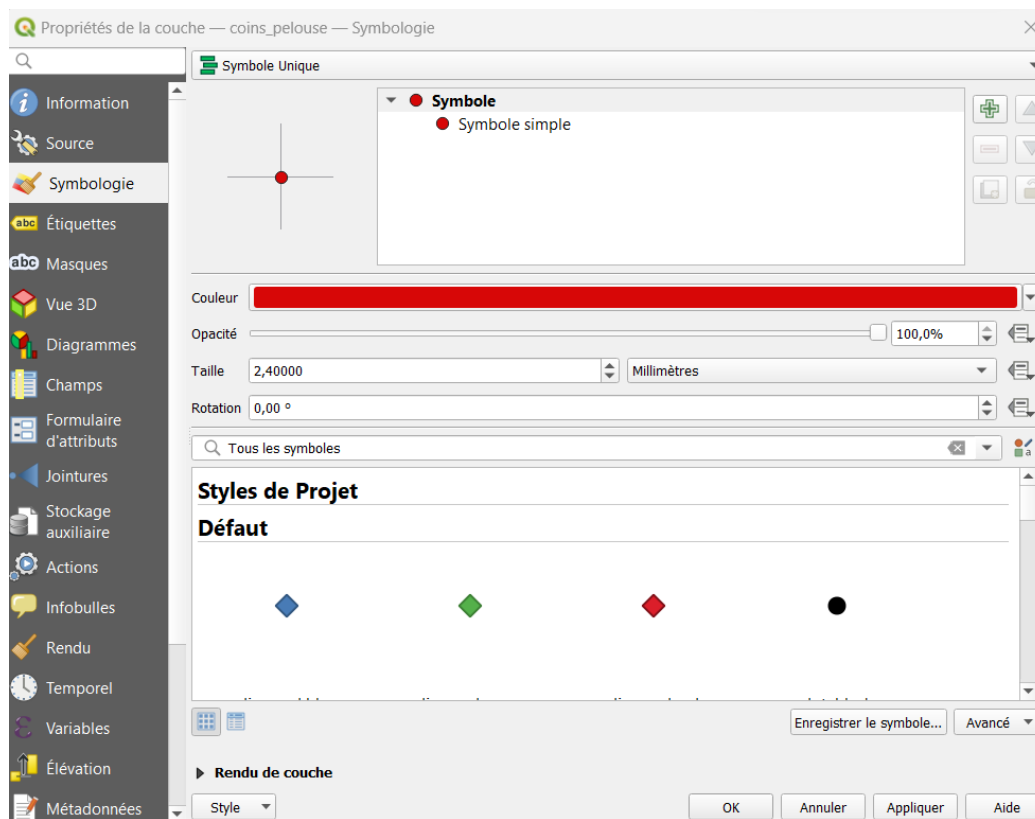 Propriétés de la couche — coins_pelouse — Symbologie
Symbole Unique
Information
Source
Symbologie
abc Étiquettes
abc Masques
Vue 3D
Diagrammes
Champs
Formulaire
d'attributs
Jointures
Stockage
auxiliaire
Actions
Infobulles
Rendu
Temporel
Variables
Élévation
Métadonnées
Symbole
Symbole simple
Couleur
Opacité 100,0%
Taille 2,40000 Millimètres
Rotation 0,00 °
Tous les symboles
a
Styles de Projet
Défaut
Enregistrer le symbole... Avancé
Rendu de couche
Style OK Annuler Appliquer Aide